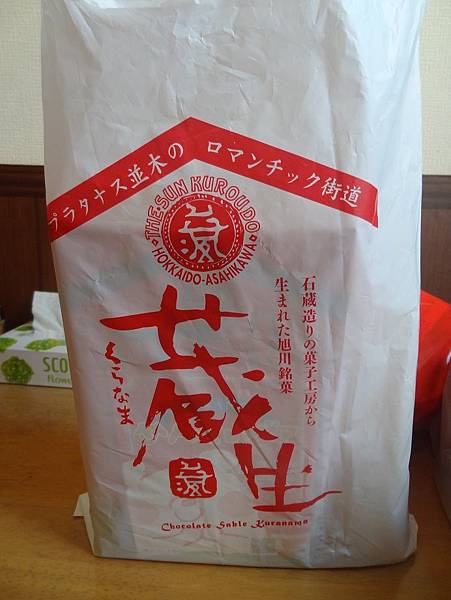 プラタナス並木の ロマンチック街道
THE SUN KUROUDO
HOKKAIDO-ASAHIKAWA
石蔵造りの菓子工房から
生まれた旭川銘菓
蔵生
くらなま
Chocolate Sable Kuranama
SCO
flowe